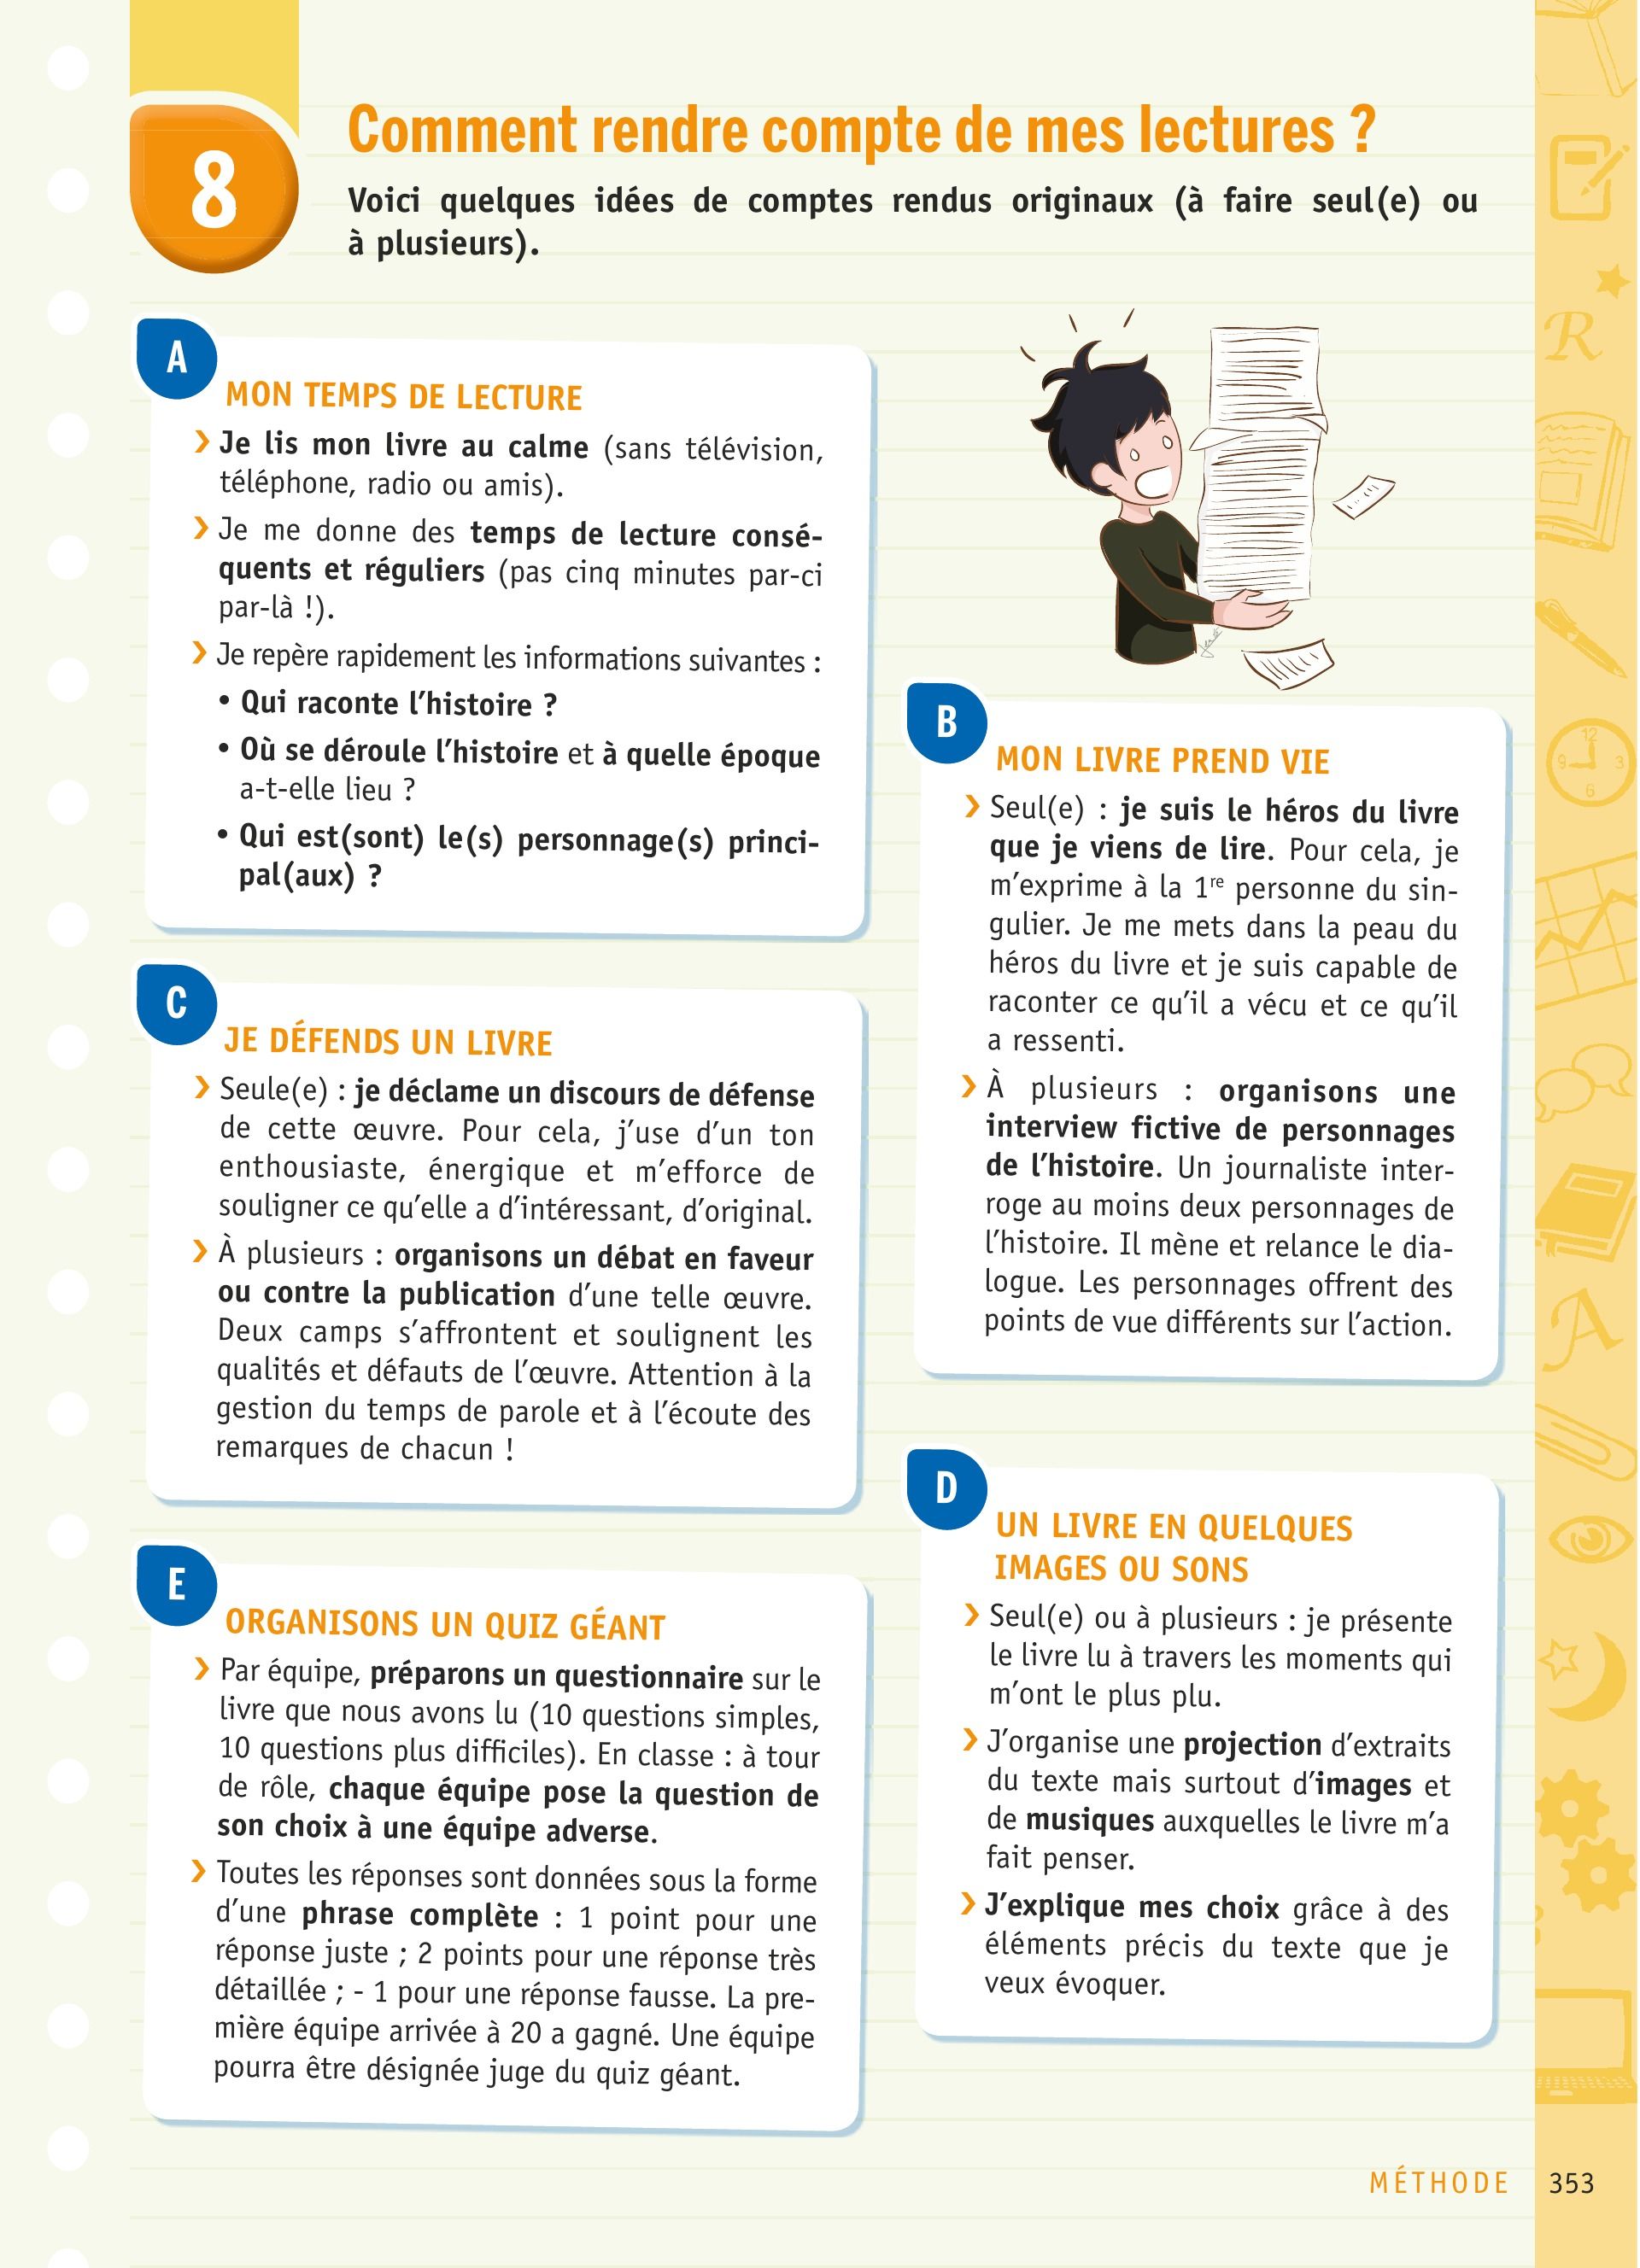 8
Comment rendre compte de mes lectures ?
Voici quelques idées de comptes rendus originaux (à faire seul(e) ou
à plusieurs).
A
MON TEMPS DE LECTURE
› Je lis mon livre au calme (sans télévision,
téléphone, radio ou amis).
› Je me donne des temps de lecture consé-
quents et réguliers (pas cinq minutes par-ci
par-là !).
› Je repère rapidement les informations suivantes :
• Qui raconte l'histoire ?
• Où se déroule l'histoire et à quelle époque
a-t-elle lieu ?
• Qui est(sont) le(s) personnage(s) princi-
pal(aux) ?
B
MON LIVRE PREND VIE
› Seul(e) : je suis le héros du livre
que je viens de lire. Pour cela, je
m'exprime à la 1re personne du sin-
gulier. Je me mets dans la peau du
héros du livre et je suis capable de
raconter ce qu'il a vécu et ce qu'il
a ressenti.
› À plusieurs : organisons une
interview fictive de personnages
de l'histoire. Un journaliste inter-
roge au moins deux personnages de
l'histoire. Il mène et relance le dia-
logue. Les personnages offrent des
points de vue différents sur l'action.
C
JE DÉFENDS UN LIVRE
› Seule(e) : je déclame un discours de défense
de cette œuvre. Pour cela, j'use d'un ton
enthousiaste, énergique et m'efforce de
souligner ce qu'elle a d'intéressant, d'original.
› À plusieurs : organisons un débat en faveur
ou contre la publication d'une telle œuvre.
Deux camps s'affrontent et soulignent les
qualités et défauts de l'œuvre. Attention à la
gestion du temps de parole et à l'écoute des
remarques de chacun !
D
UN LIVRE EN QUELQUES
IMAGES OU SONS
› Seul(e) ou à plusieurs : je présente
le livre lu à travers les moments qui
m'ont le plus plu.
› J'organise une projection d'extraits
du texte mais surtout d'images et
de musiques auxquelles le livre m'a
fait penser.
› J'explique mes choix grâce à des
éléments précis du texte que je
veux évoquer.
E
ORGANISONS UN QUIZ GÉANT
› Par équipe, préparons un questionnaire sur le
livre que nous avons lu (10 questions simples,
10 questions plus difficiles). En classe : à tour
de rôle, chaque équipe pose la question de
son choix à une équipe adverse.
› Toutes les réponses sont données sous la forme
d'une phrase complète : 1 point pour une
réponse juste ; 2 points pour une réponse très
détaillée ; - 1 pour une réponse fausse. La pre-
mière équipe arrivée à 20 a gagné. Une équipe
pourra être désignée juge du quiz géant.
R
12
9
3
6
A
MÉTHODE 353